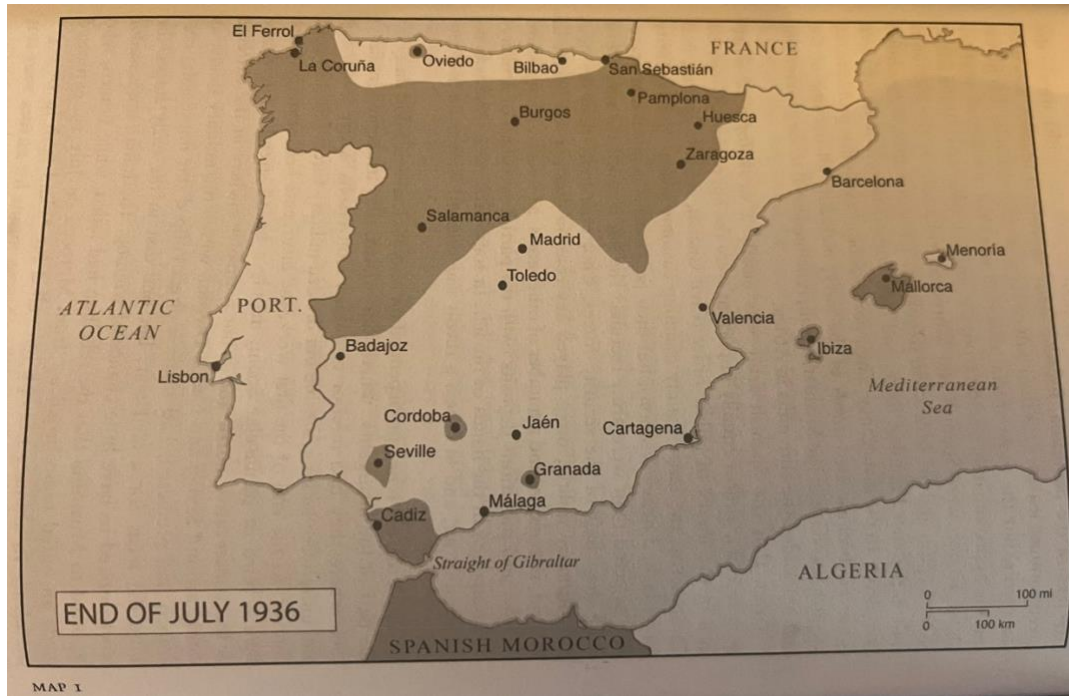 El Ferrol
FRANCE
La Coruña
Oviedo
Bilbao
San Sebastián
Pamplona
Burgos
Huesca
Zaragoza
Barcelona
Salamanca
Madrid
Menoría
Toledo
Mallorca
ATLANTIC
OCEAN
PORT.
Valencia
Badajoz
Ibiza
Lisbon
Mediterranean
Sea
Cordoba
Jaén
Cartagena
Seville
Granada
Málaga
Cadiz
Straight of Gibraltar
ALGERIA
END OF JULY 1936
0 100 mi
0 100 km
SPANISH MOROCCO
MAP 1